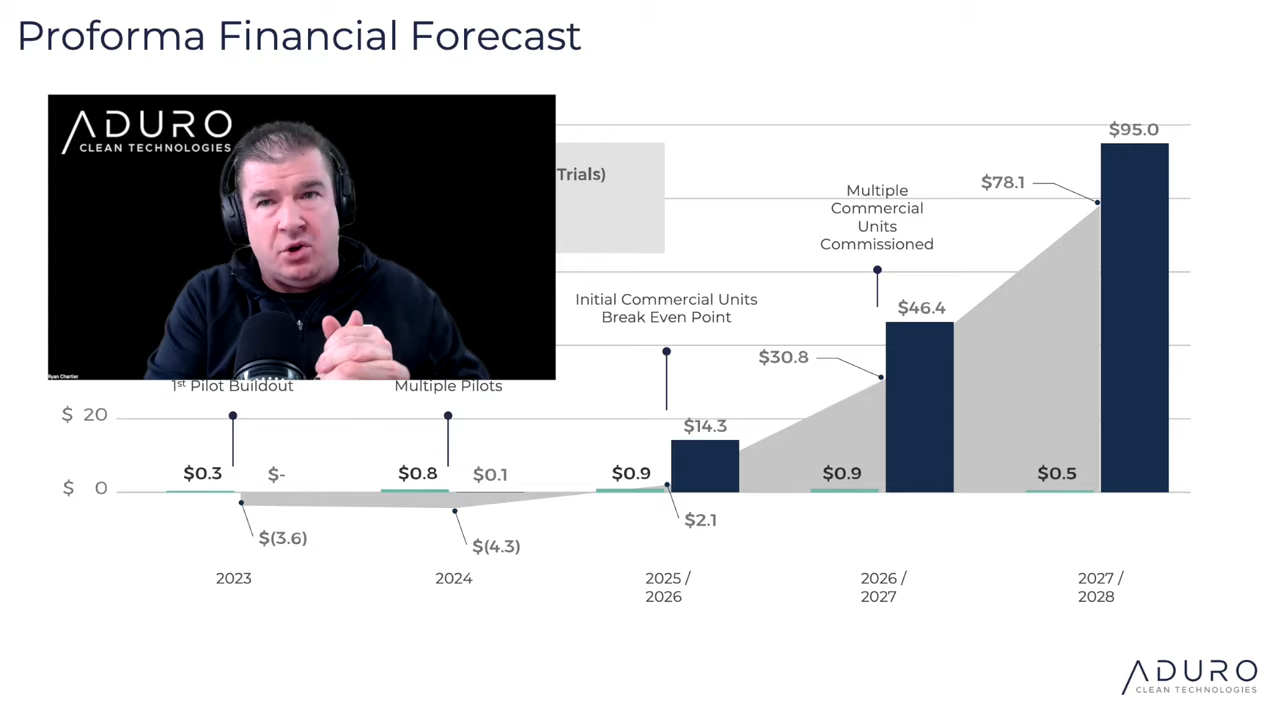 Proforma Financial Forecast
ADURO
CLEAN TECHNOLOGIES
Ryan Chartier
Trials)
$95.0
$78.1
Multiple
Commercial
Units
Commissioned
Initial Commercial Units
Break Even Point
$46.4
$30.8
1st Pilot Buildout
Multiple Pilots
$ 20
$14.3
$0.3
$-
$0.8
$0.1
$0.9
$0.9
$0.5
$ 0
$2.1
$(3.6)
$(4.3)
2023
2024
2025 /
2026
2026 /
2027
2027 /
2028
ADURO
CLEAN TECHNOLOGIES